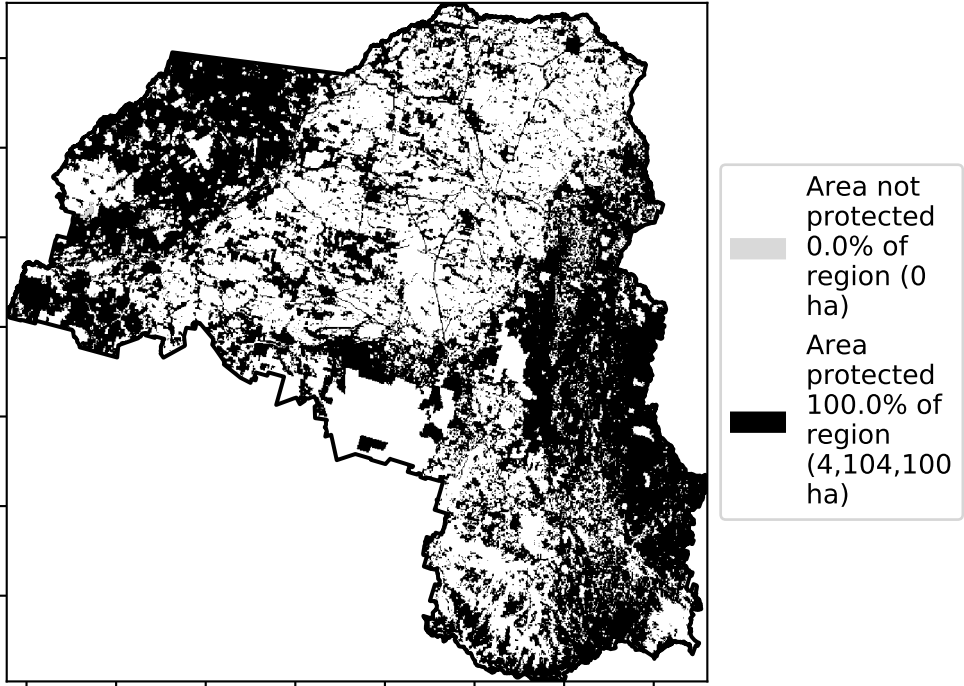 Area not
protected
0.0% of
region (0
ha)
Area
protected
100.0% of
region
(4,104,100
ha)